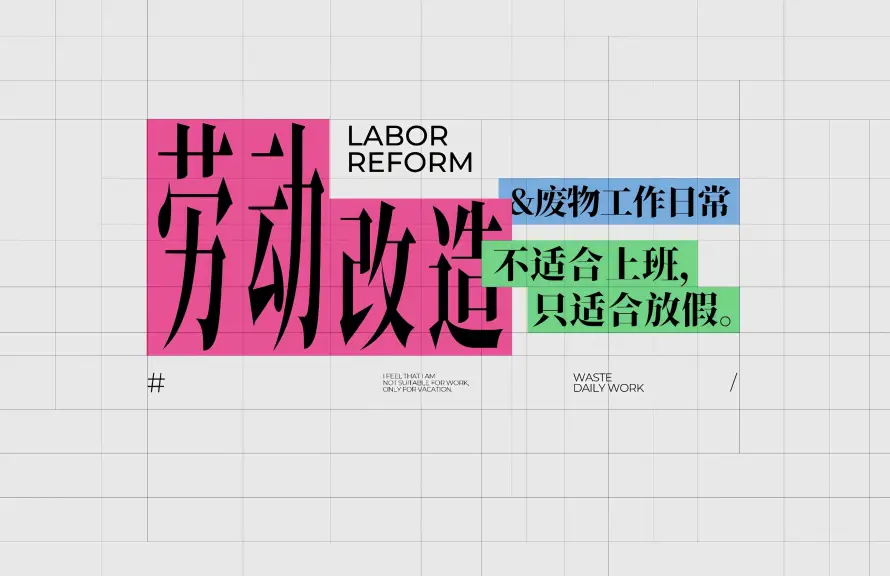 劳动改造
LABOR
REFORM
&废物工作日常
不适合上班,
只适合放假。
#
I FEEL THAT I AM
NOT SUITABLE FOR WORK,
ONLY FOR VACATION.
WASTE
DAILY WORK
/